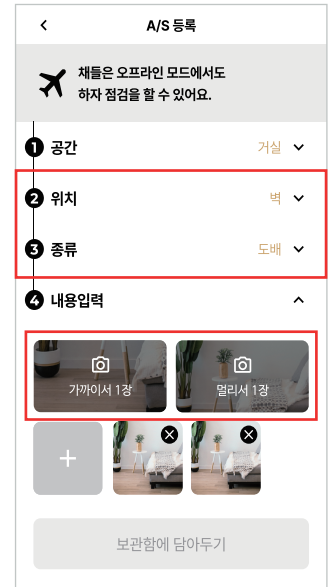 A/S 등록
채들은 오프라인 모드에서도
하자 점검을 할 수 있어요.
1 공간 거실
2 위치 벽
3 종류 도배
4 내용입력
가까이서 1장 멀리서 1장
보관함에 담아두기